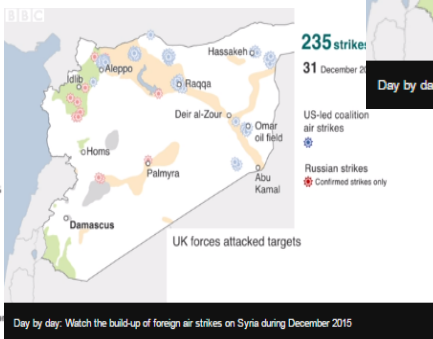 BBC
Hassakeh
Aleppo
Idlib
Raqqa
Deir al-Zour
Omar
oil field
Homs
Palmyra
Abu
Kamal
Damascus
UK forces attacked targets
235 strikes
31 December 20
US-led coalition
air strikes
Russian strikes
Confirmed strikes only
Day by da
Day by day: Watch the build-up of foreign air strikes on Syria during December 2015